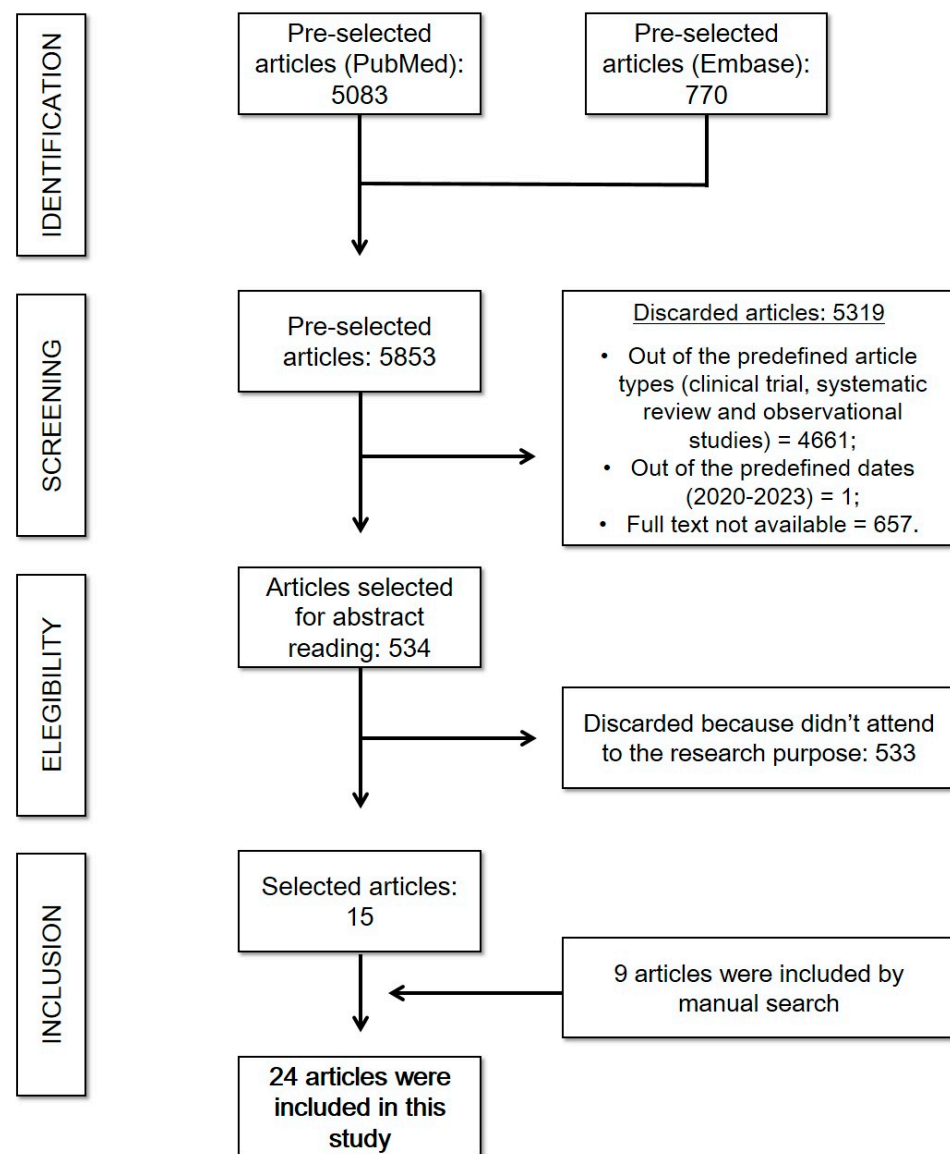 IDENTIFICATION
Pre-selected
articles (PubMed):
5083
Pre-selected
articles (Embase):
770
SCREENING
Pre-selected
articles: 5853
Discarded articles: 5319
• Out of the predefined article
types (clinical trial, systematic
review and observational
studies) = 4661;
• Out of the predefined dates
(2020-2023) = 1;
• Full text not available = 657.
ELEGIBILITY
Articles selected
for abstract
reading: 534
Discarded because didn’t attend
to the research purpose: 533
INCLUSION
Selected articles:
15
9 articles were included by
manual search
24 articles were
included in this
study